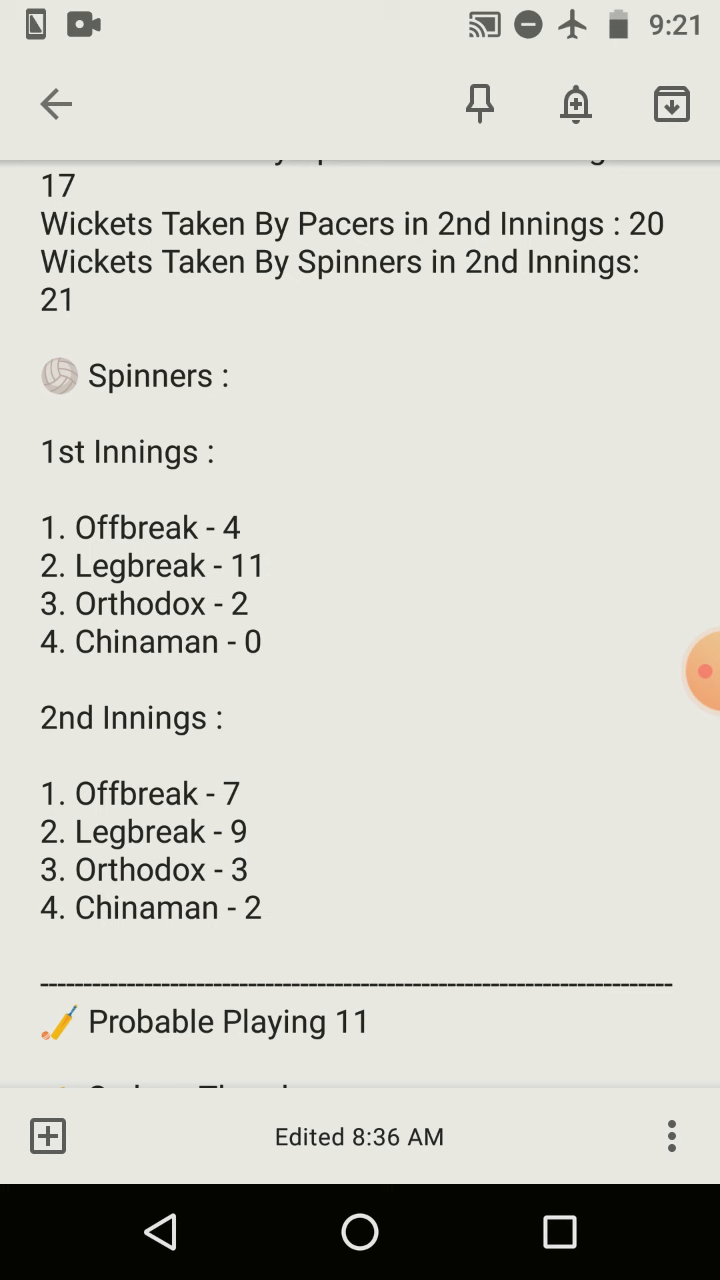 9:21
17
Wickets Taken By Pacers in 2nd Innings : 20
Wickets Taken By Spinners in 2nd Innings:
21
Spinners :
1st Innings :
1. Offbreak - 4
2. Legbreak - 11
3. Orthodox - 2
4. Chinaman - 0
2nd Innings :
1. Offbreak - 7
2. Legbreak - 9
3. Orthodox - 3
4. Chinaman - 2
-------------------------------------------------------------------------
Probable Playing 11
Edited 8:36 AM